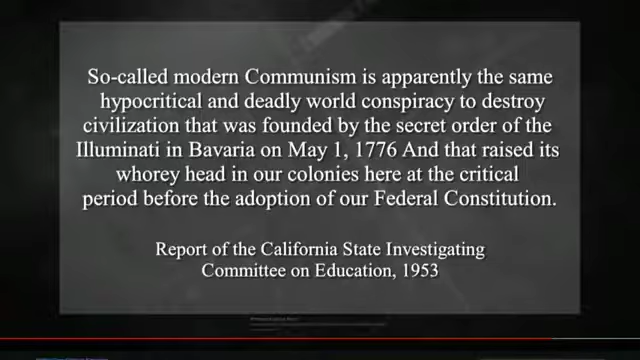 So-called modern Communism is apparently the same
hypocritical and deadly world conspiracy to destroy
civilization that was founded by the secret order of the
Illuminati in Bavaria on May 1, 1776 And that raised its
whorey head in our colonies here at the critical
period before the adoption of our Federal Constitution.
Report of the California State Investigating
Committee on Education, 1953